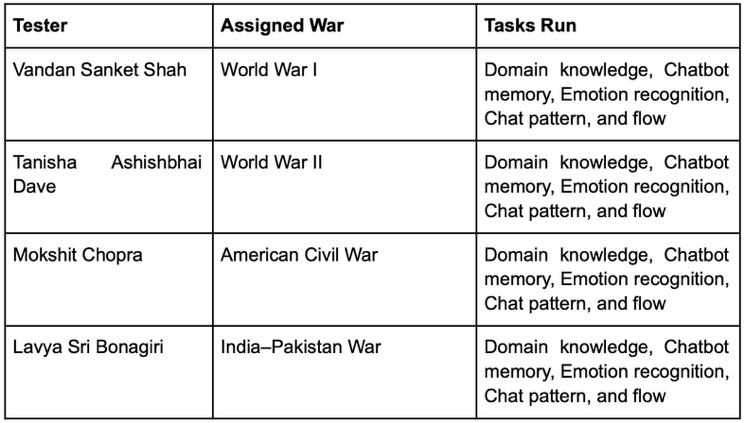 Tester Assigned War Tasks Run
Vandan Sanket Shah World War I Domain knowledge, Chatbot
memory, Emotion recognition,
Chat pattern, and flow
Tanisha Ashishbhai World War II Domain knowledge, Chatbot
Dave memory, Emotion recognition,
Chat pattern, and flow
Mokshit Chopra American Civil War Domain knowledge, Chatbot
memory, Emotion recognition,
Chat pattern, and flow
Lavya Sri Bonagiri India–Pakistan War Domain knowledge, Chatbot
memory, Emotion recognition,
Chat pattern, and flow